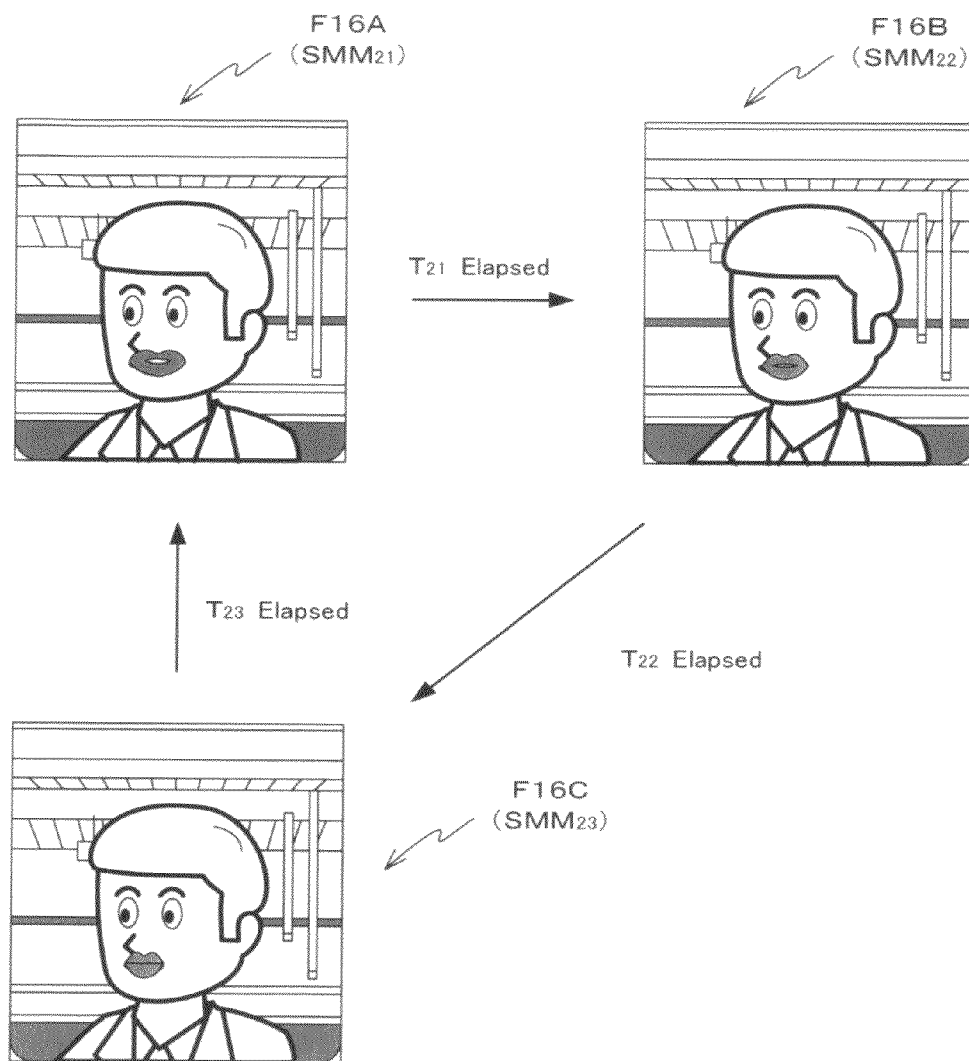 F16A
(SMM21)
F16B
(SMM22)
T21 Elapsed
T23 Elapsed
T22 Elapsed
F16C
(SMM23)